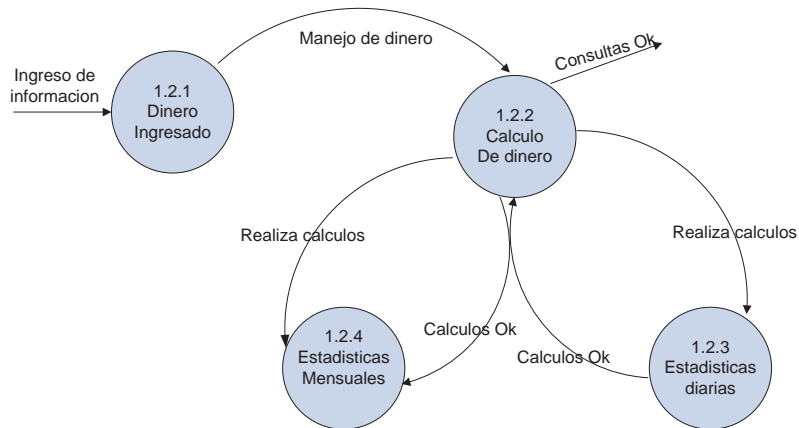 Manejo de dinero
Consultas Ok
Ingreso de
informacion
1.2.1
Dinero
Ingresado
1.2.2
Calculo
De dinero
Realiza calculos
Realiza calculos
1.2.4
Estadisticas
Mensuales
Calculos Ok
Calculos Ok
1.2.3
Estadisticas
diarias